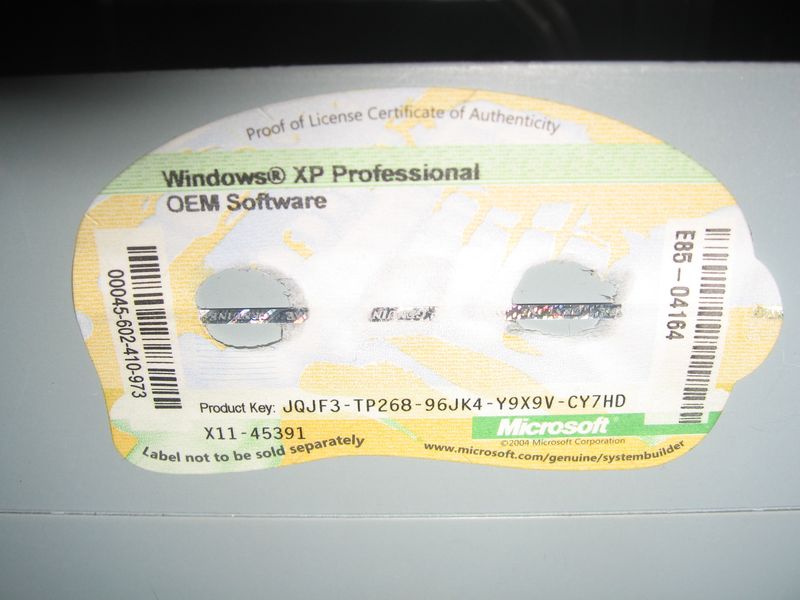 Proof of License Certificate of Authenticity
Windows® XP Professional
OEM Software
00045-602-410-973
E85-04164
Product Key: JQJF3-TP268-96JK4-Y9X9V-CY7HD
X11-45391
Microsoft®
©2004 Microsoft Corporation
Label not to be sold separately
www.microsoft.com/genuine/systembuilder